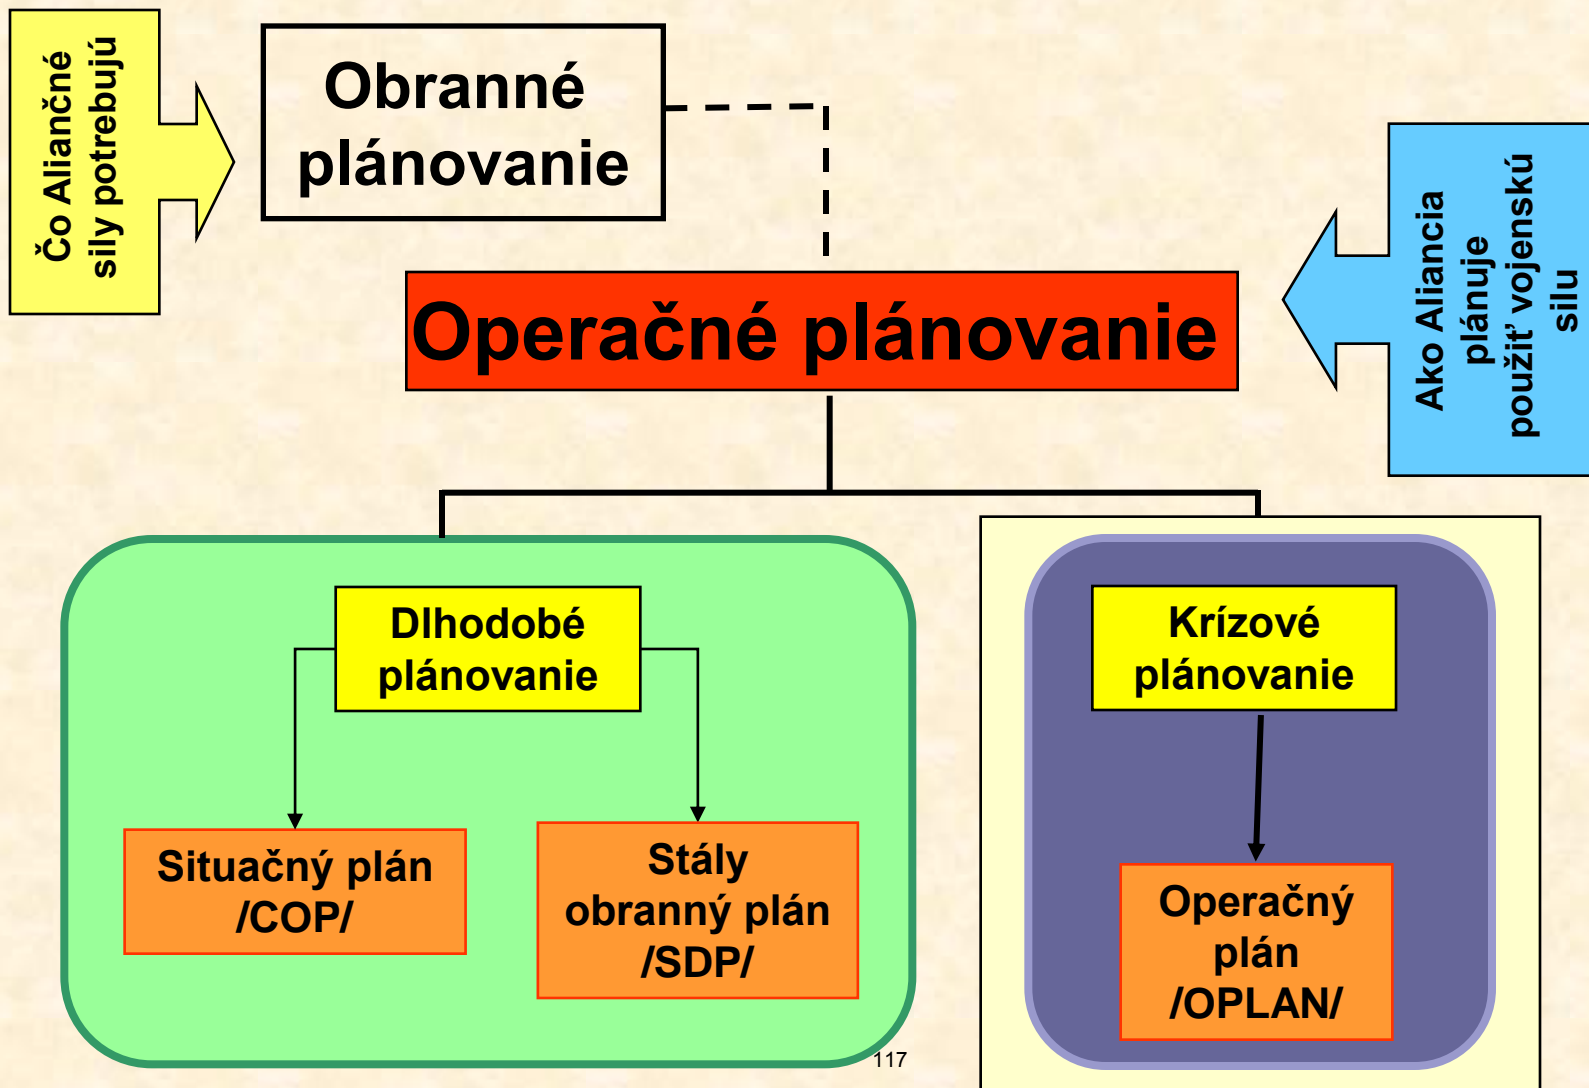 Čo Aliančné
sily potrebujú
Obranné
plánovanie
Ako Aliancia
plánuje
použiť vojenskú
silu
Operačné plánovanie
Dlhodobé
plánovanie
Krízové
plánovanie
Situačný plán
/COP/
Stály
obranný plán
/SDP/
Operačný
plán
/OPLAN/
117